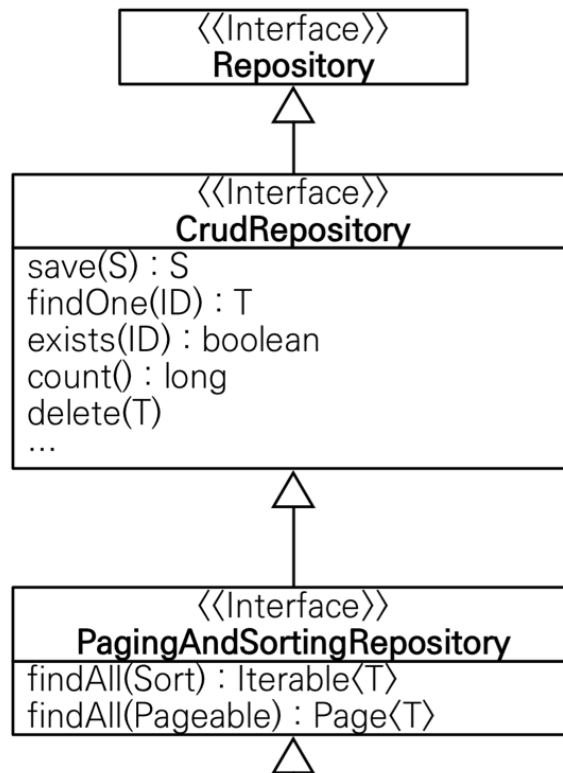 〈〈Interface〉〉
Repository
〈〈Interface〉〉
CrudRepository
save(S) : S
findOne(ID) : T
exists(ID) : boolean
count() : long
delete(T)
...
〈〈Interface〉〉
PagingAndSortingRepository
findAll(Sort) : Iterable〈T〉
findAll(Pageable) : Page〈T〉